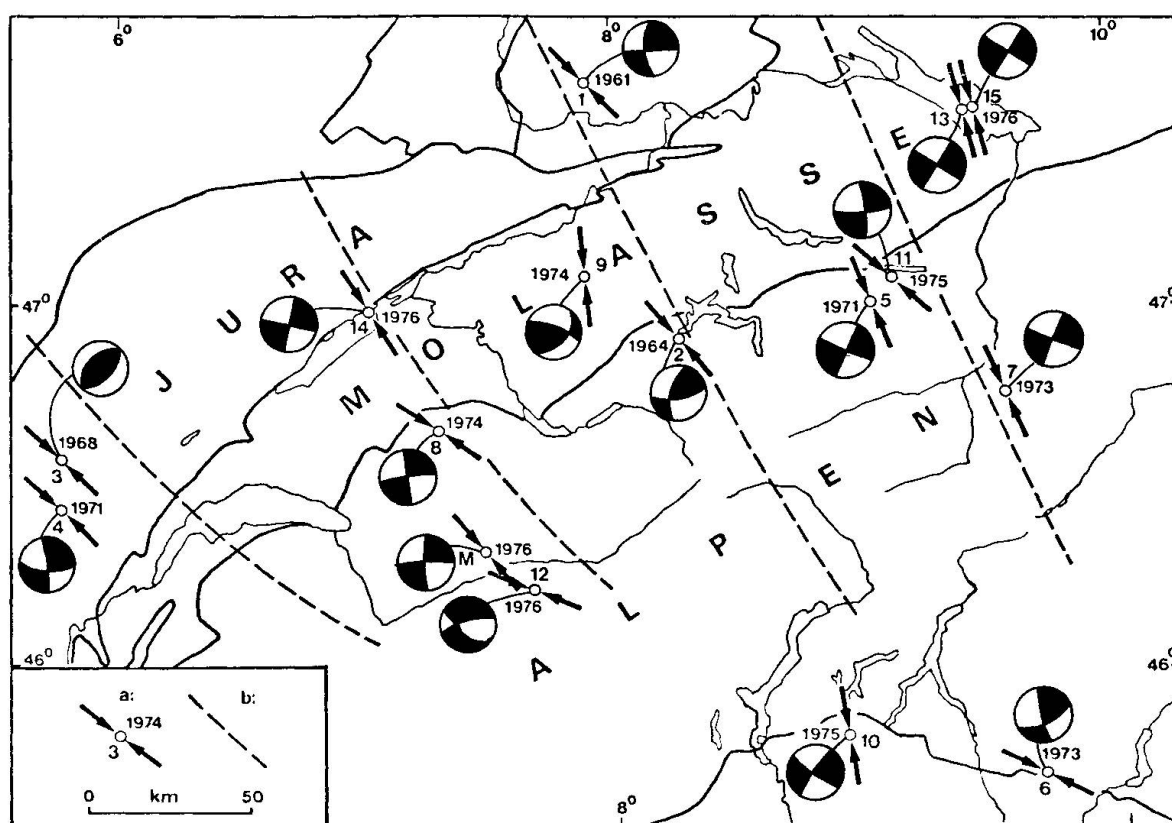 6° 8° 10°
1961
1
15
13 1976
E
S
S
A
A
R
U
J
L
O
M
1974 9
11
1975
47° 47°
1971 5
14 1976
1964
2
7
1973
N
1974
8
1968
3
1971
4
E
P
M 1976
12
1976
L
A
46° 46°
1975
10
1973
6
8°
a: b:
1974
3
0 km 50